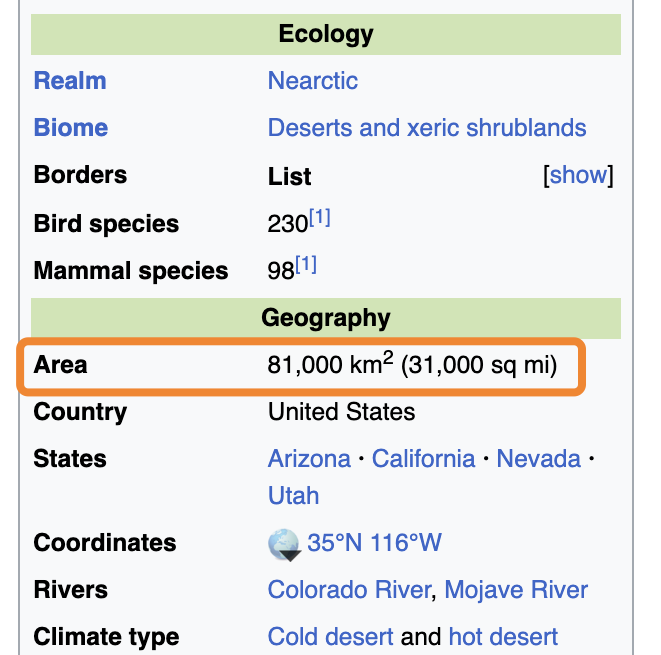 Ecology
Realm Nearctic
Biome Deserts and xeric shrublands
Borders List [show]
Bird species 230[1]
Mammal species 98[1]
Geography
Area 81,000 km² (31,000 sq mi)
Country United States
States Arizona · California · Nevada ·
Utah
Coordinates 35°N 116°W
Rivers Colorado River, Mojave River
Climate type Cold desert and hot desert